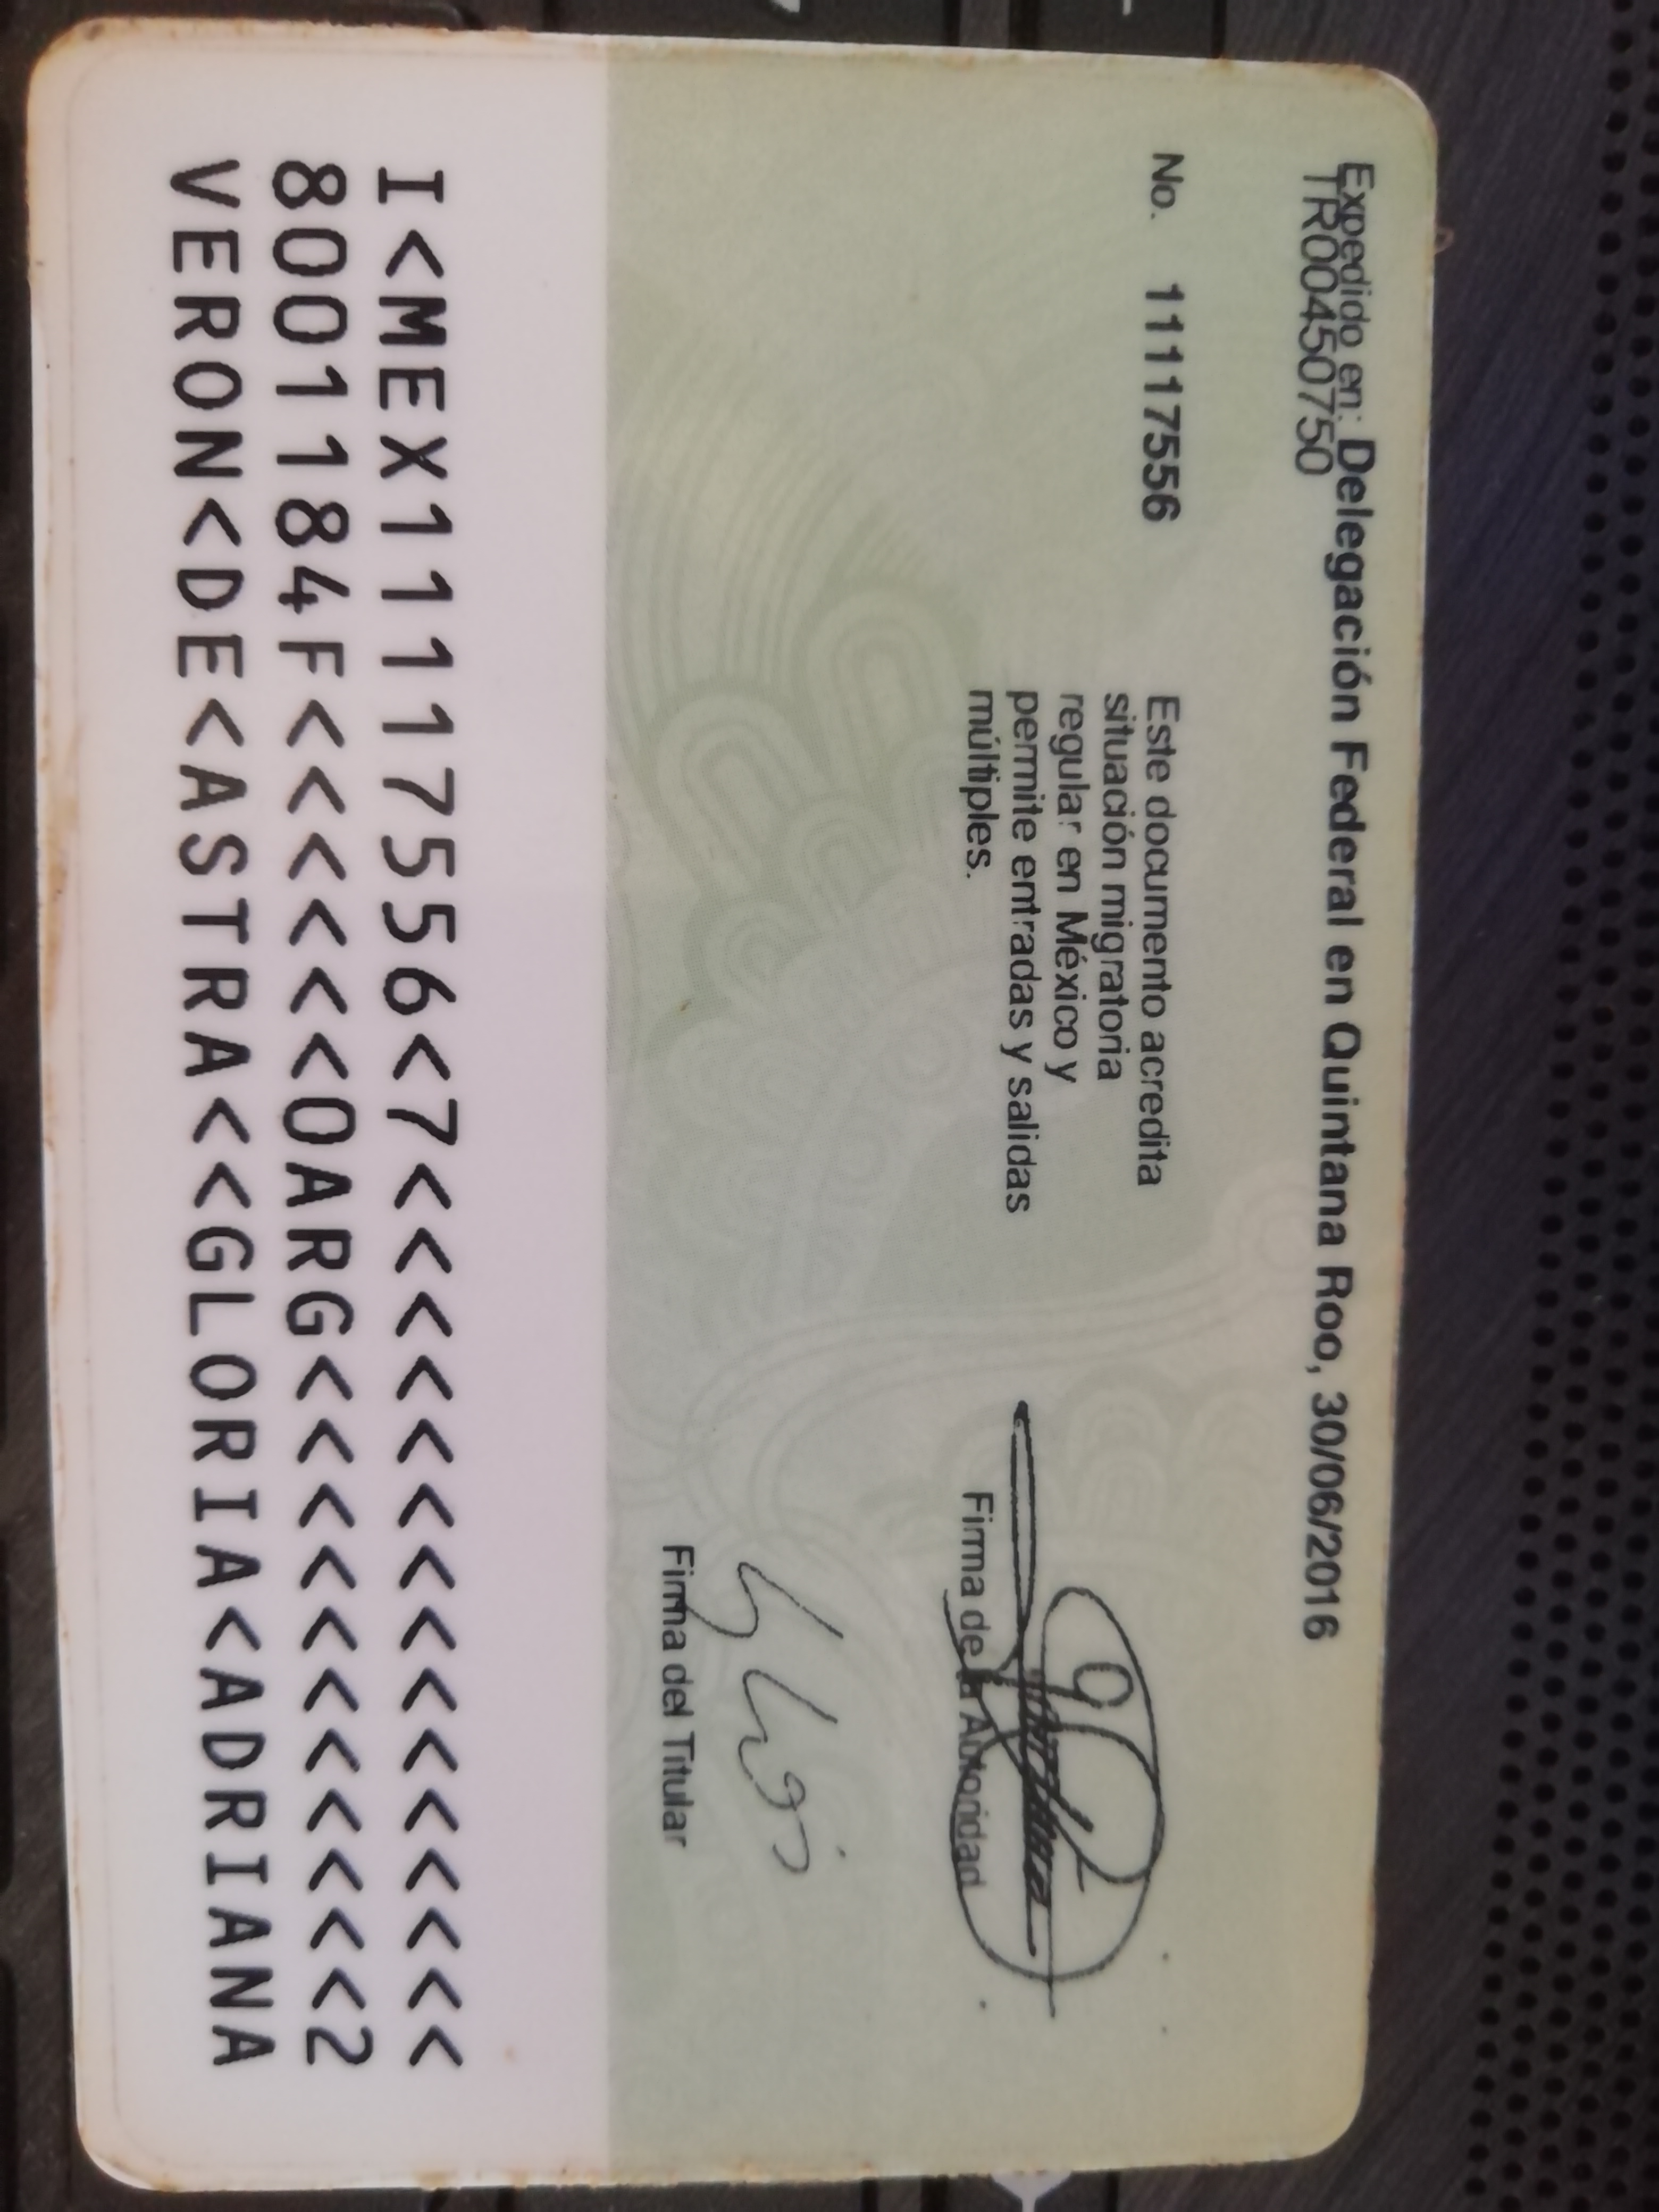 Expedido en: Delegación Federal en Quintana Roo, 30/06/2016
TR00450750
No. 11117556
Este documento acredita
situación migratoria
regular en México y
permite entradas y salidas
múltiples.
Firma de la Autoridad
Firma del Titular
I<MEX11117556<7<<<<<<<<<<<<<<<
8001184F<<<<<<0ARG<<<<<<<<<<<2
VERON<DE<ASTRA<<GLORIA<ADRIANA